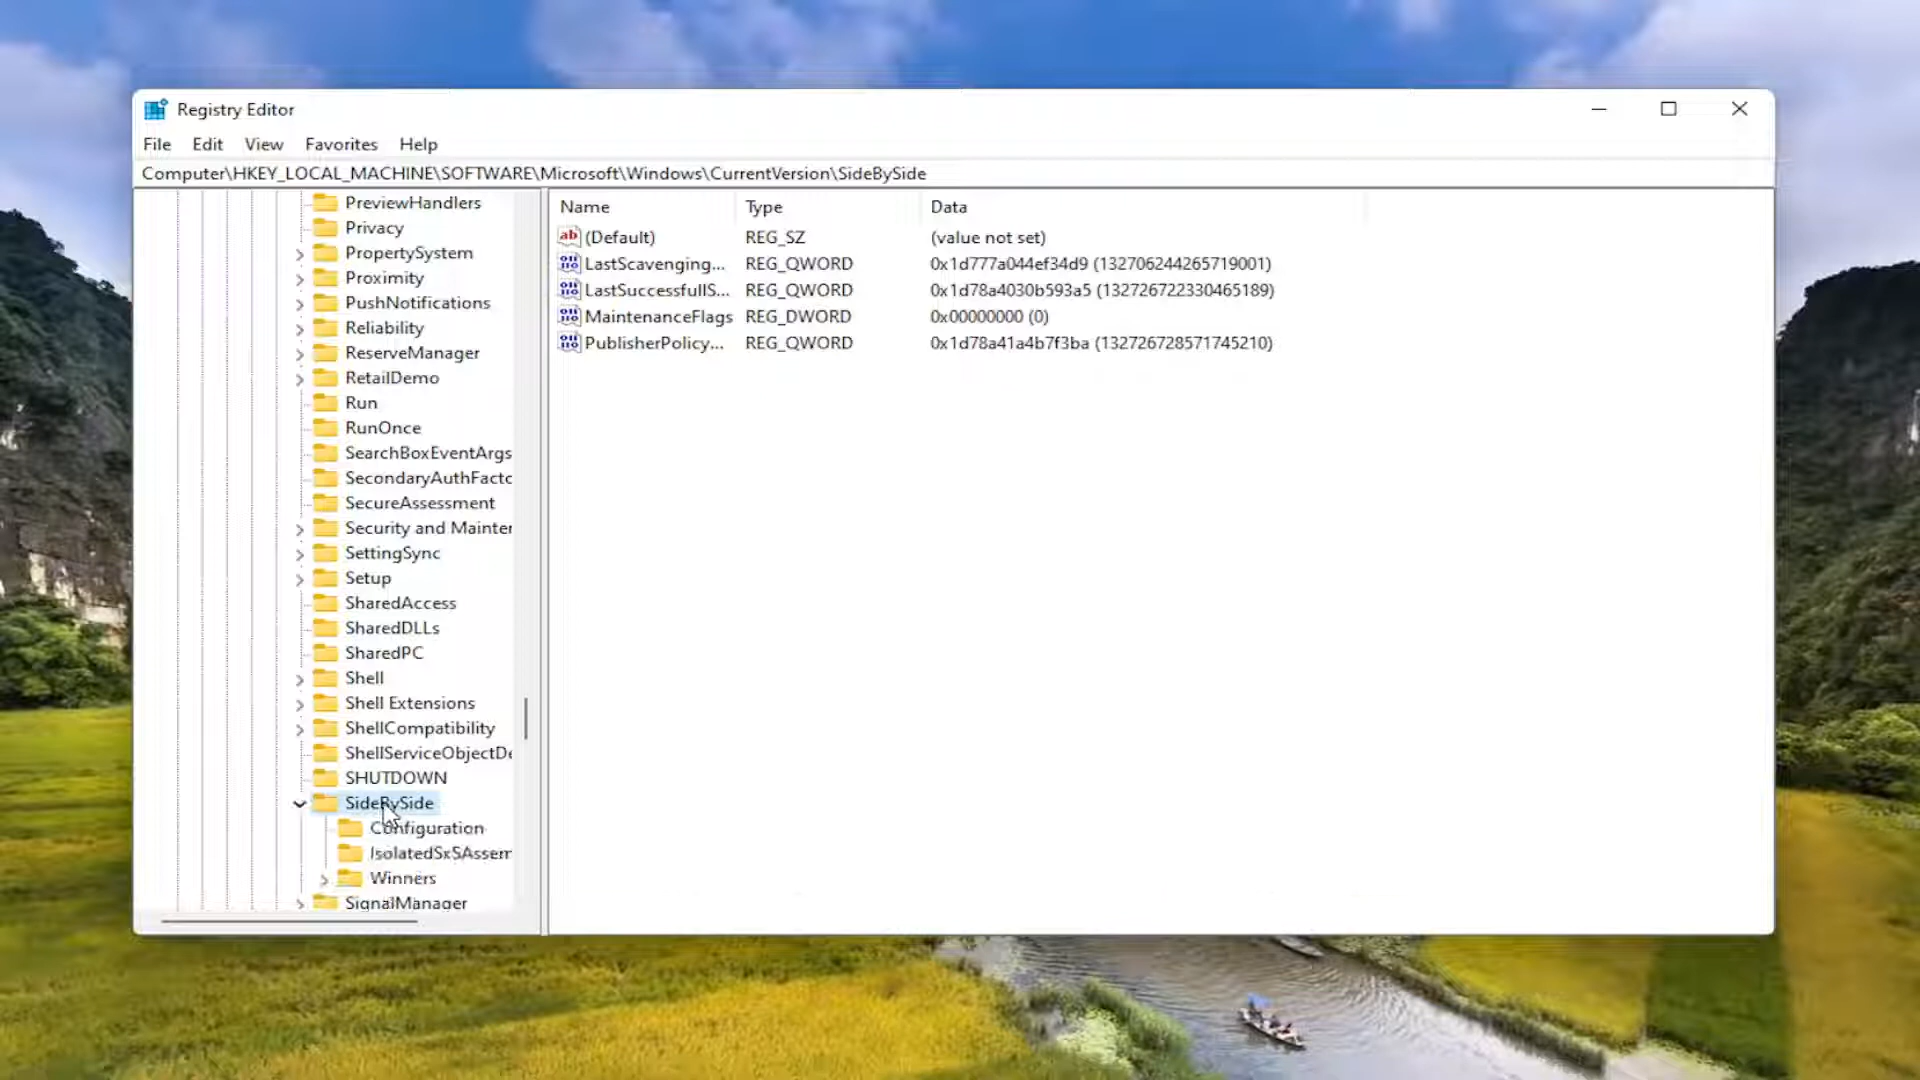 Registry Editor
File Edit View Favorites Help
Computer\HKEY_LOCAL_MACHINE\SOFTWARE\Microsoft\Windows\CurrentVersion\SideBySide
PreviewHandlers
Privacy
PropertySystem
Proximity
PushNotifications
Reliability
ReserveManager
RetailDemo
Run
RunOnce
SearchBoxEventArgs
SecondaryAuthFacto
SecureAssessment
Security and Mainter
SettingSync
Setup
SharedAccess
SharedDLLs
SharedPC
Shell
Shell Extensions
ShellCompatibility
ShellServiceObjectDe
SHUTDOWN
SideBySide
Configuration
IsolatedSxSAssem
Winners
SignalManager
Name Type Data
(Default) REG_SZ (value not set)
LastScavenging... REG_QWORD 0x1d777a044ef34d9 (132706244265719001)
LastSuccessfullS... REG_QWORD 0x1d78a4030b593a5 (132726722330465189)
MaintenanceFlags REG_DWORD 0x00000000 (0)
PublisherPolicy... REG_QWORD 0x1d78a41a4b7f3ba (132726728571745210)